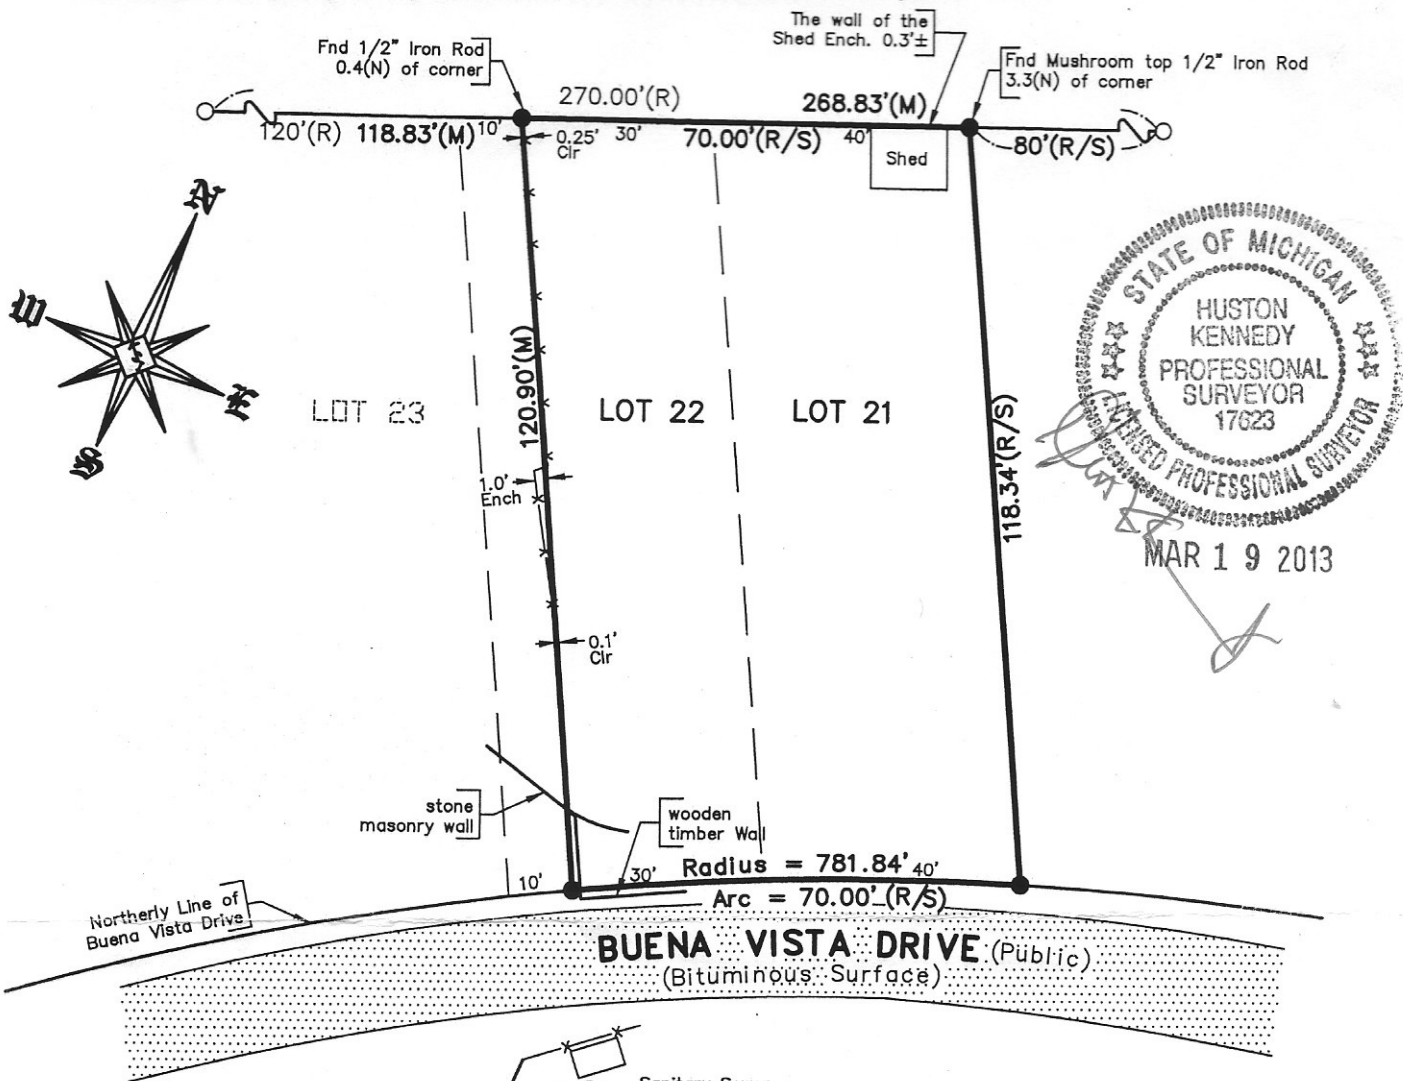 The wall of the
Shed Ench. 0.3'±
Fnd 1/2" Iron Rod
0.4(N) of corner
Fnd Mushroom top 1/2" Iron Rod
3.3(N) of corner
270.00'(R)
268.83'(M)
120'(R) 118.83'(M)
10'
0.25'
Clr
30'
70.00'(R/S)
40'
80'(R/S)
Shed
N
W
E
S
STATE OF MICHIGAN
LICENSED PROFESSIONAL SURVEYOR
HUSTON
KENNEDY
PROFESSIONAL
SURVEYOR
17623
MAR 19 2013
120.90'(M)
LOT 23
LOT 22
LOT 21
118.34'(R/S)
1.0'
Ench
0.1'
Clr
stone
masonry wall
wooden
timber Wall
Radius = 781.84'
10'
30'
40'
Arc = 70.00'(R/S)
Northerly Line of
Buena Vista Drive
BUENA VISTA DRIVE (Public)
(Bituminous Surface)